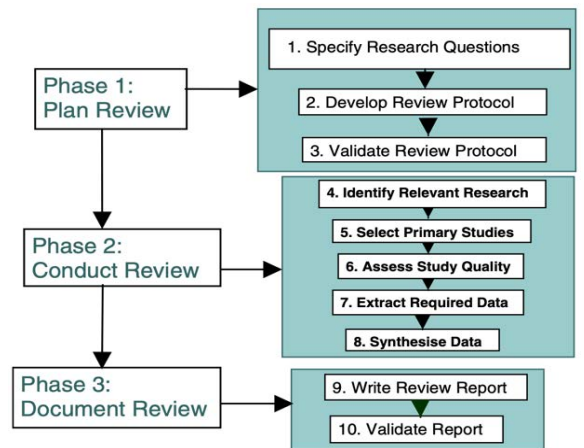 Phase 1:
Plan Review
1. Specify Research Questions
2. Develop Review Protocol
3. Validate Review Protocol
Phase 2:
Conduct Review
4. Identify Relevant Research
5. Select Primary Studies
6. Assess Study Quality
7. Extract Required Data
8. Synthesise Data
Phase 3:
Document Review
9. Write Review Report
10. Validate Report